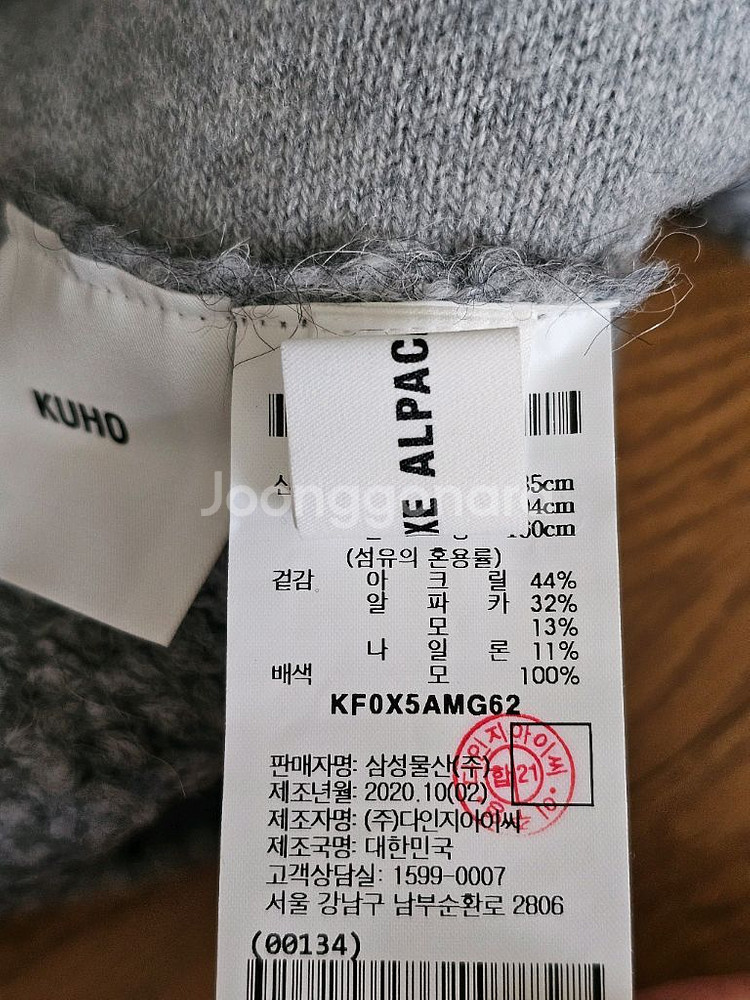 KUHO
XE ALPAC
Joonggonara
85cm
94cm
160cm
(섬유의 혼용률)
겉감 아 크 릴 44%
알 파 카 32%
모 13%
나 일 론 11%
배색 모 100%
KF0X5AMG62
판매자명: 삼성물산(주)
제조년월: 2020.10(02)
제조자명: (주)다인지아이씨
제조국명: 대한민국
고객상담실: 1599-0007
서울 강남구 남부순환로 2806
(00134)
합21